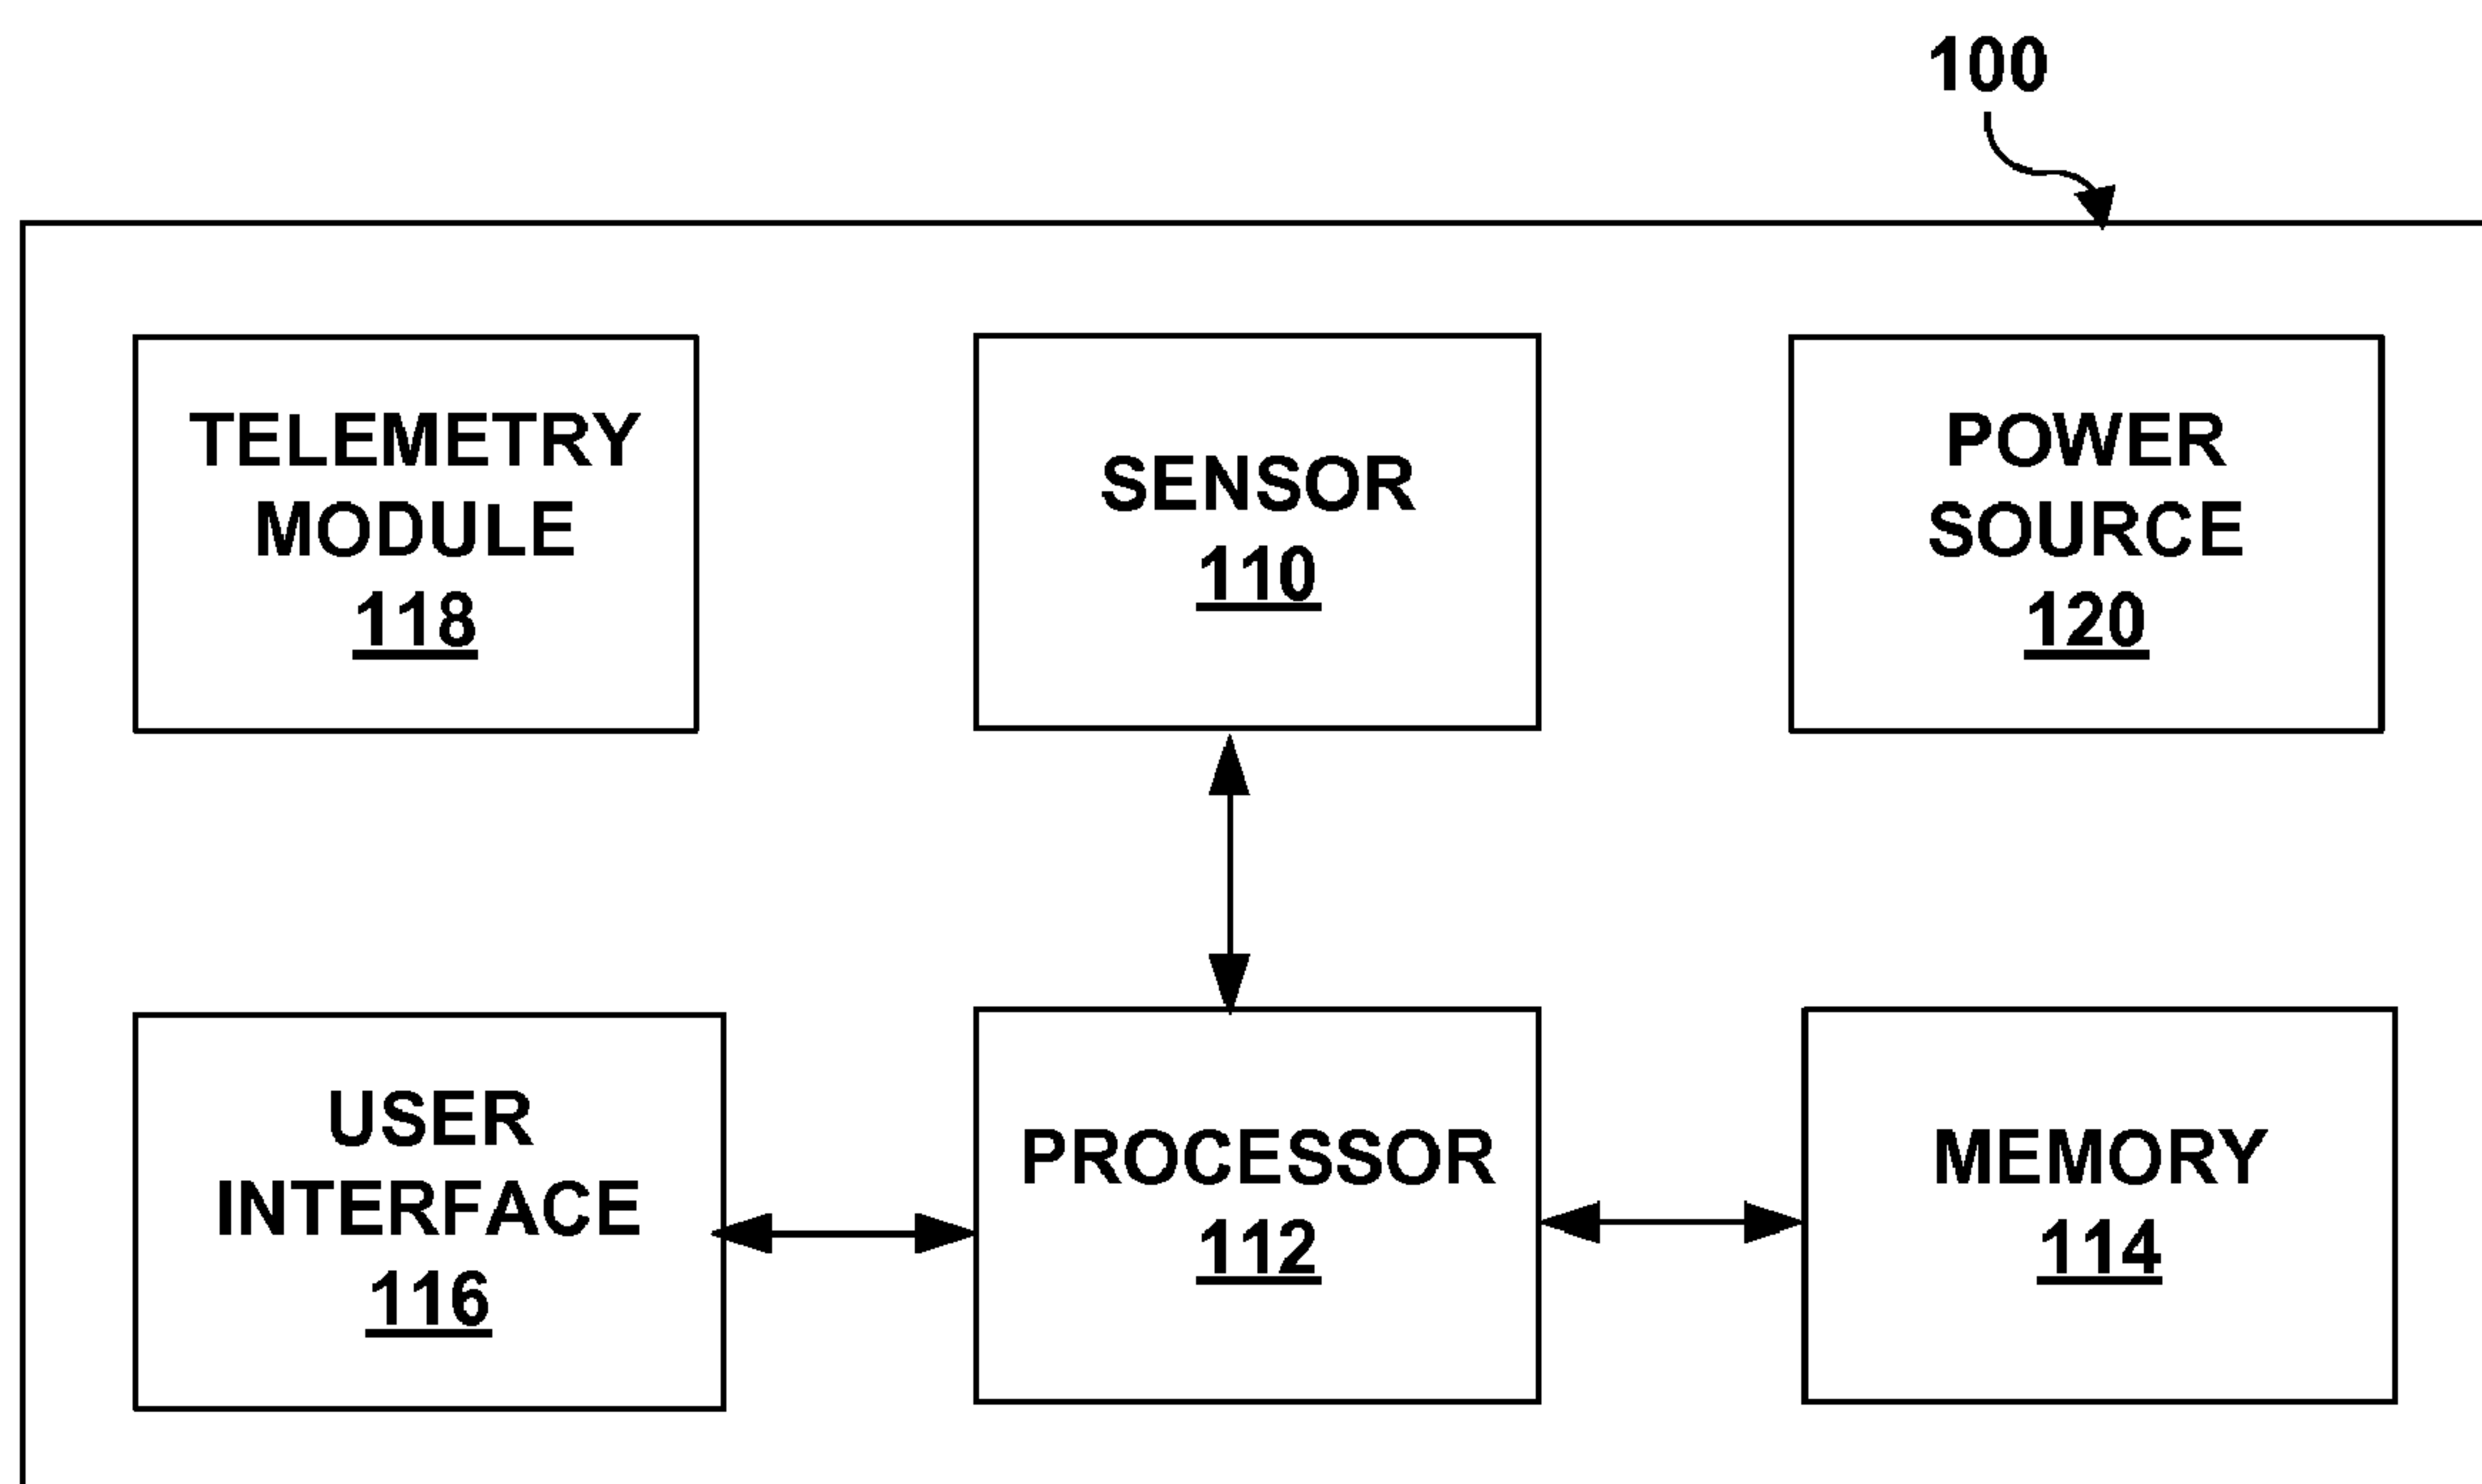 100
TELEMETRY
MODULE
118
SENSOR
110
POWER
SOURCE
120
USER
INTERFACE
116
PROCESSOR
112
MEMORY
114